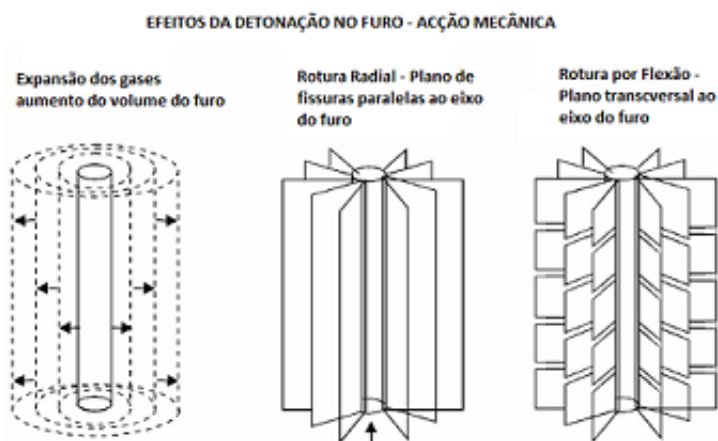 EFEITOS DA DETONAÇÃO NO FURO - ACÇÃO MECÂNICA
Expansão dos gases
aumento do volume do furo
Rotura Radial - Plano de
fissuras paralelas ao eixo
do furo
Rotura por Flexão -
Plano transcversal ao
eixo do furo